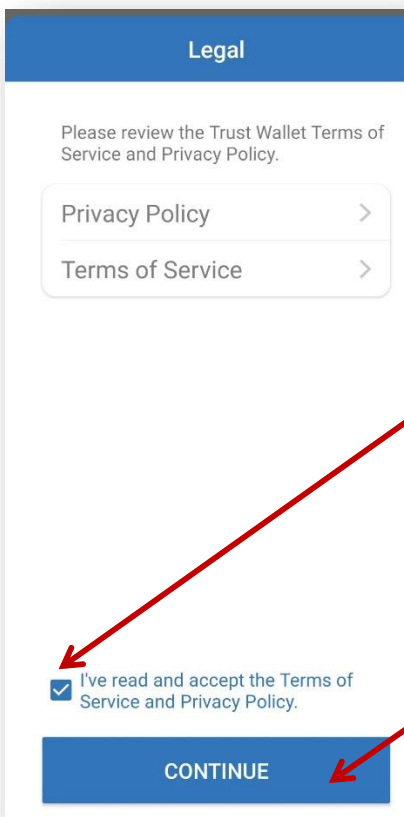 Legal
Please review the Trust Wallet Terms of
Service and Privacy Policy.
Privacy Policy
Terms of Service
I've read and accept the Terms of
Service and Privacy Policy.
CONTINUE